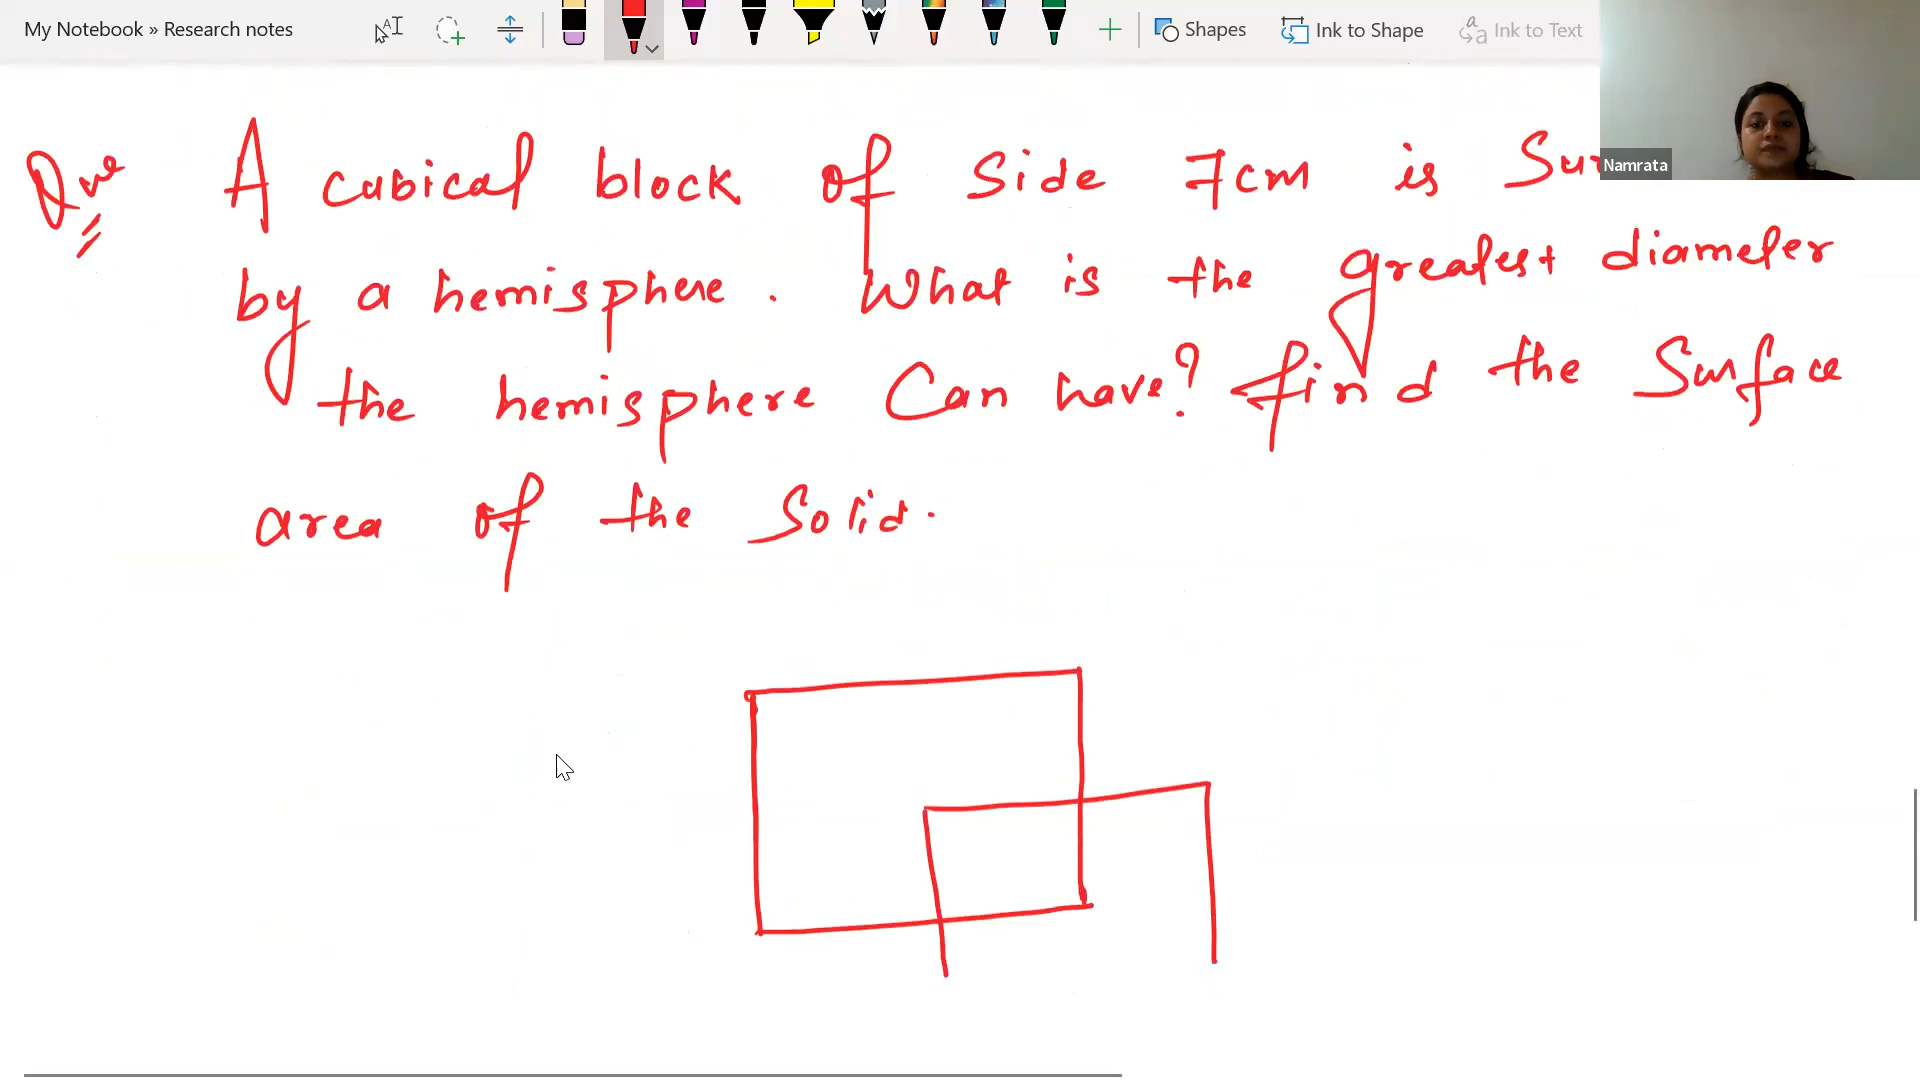 My Notebook » Research notes
Shapes
Ink to Shape
Ink to Text
Namrata
Que A cubical block of side 7cm is
by a hemisphere. What is the greatest diameter
the hemisphere Can have? find the Surface
area of the Solid.